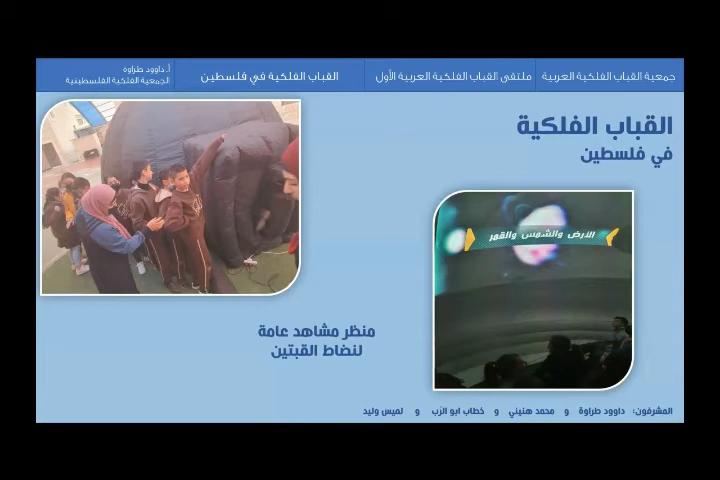 جمعية القباب الفلكية العربية
ملتقى القباب الفلكية العربية الأول
القباب الفلكية في فلسطين
أ. داوود طراوة
الجمعية الفلكية الفلسطينية
القباب الفلكية
في فلسطين
الأرض والشمس والقمر
منظر مشاهد عامة
لنضاط القبتين
المشرفون: داوود طراوة و محمد هنيني و خطاب ابو الزب و لميس وليد